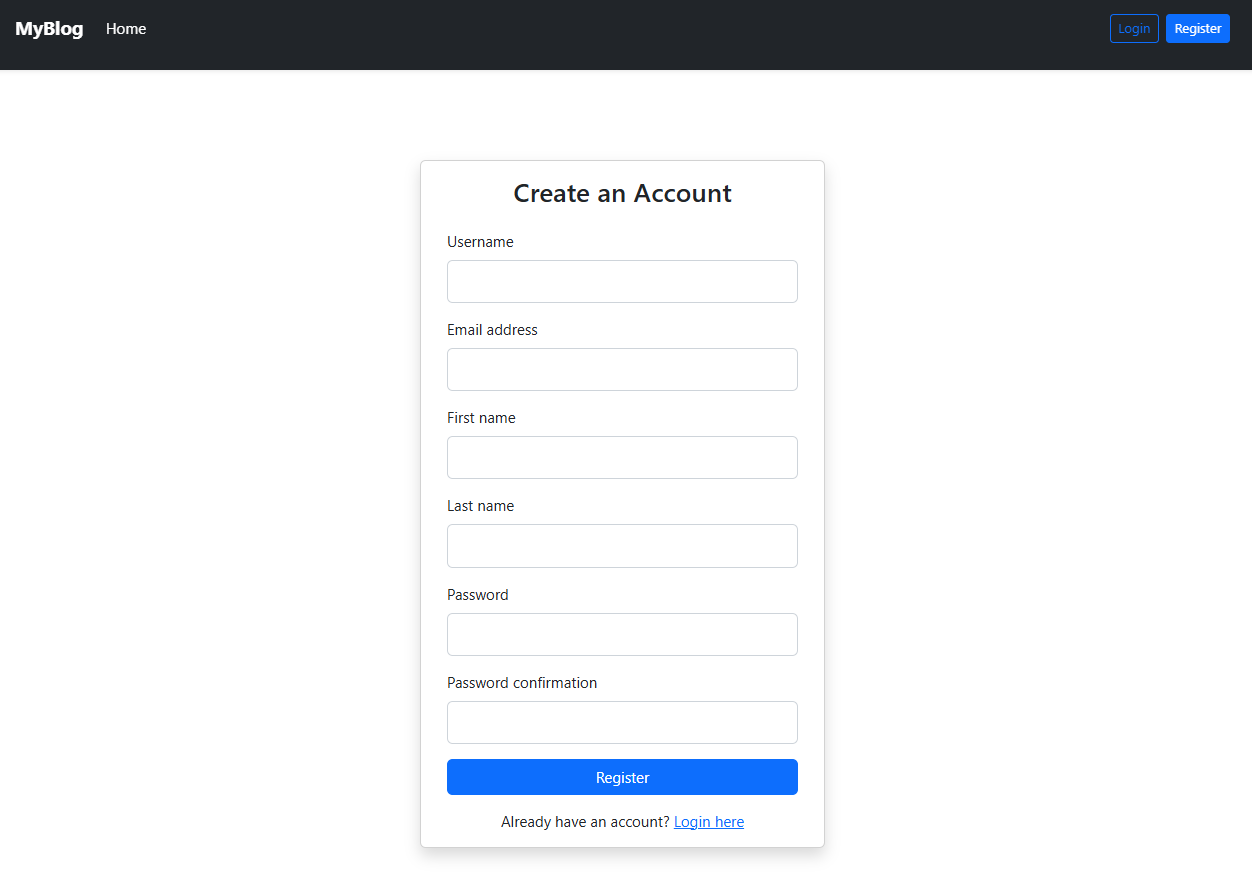 MyBlog Home Login Register
Create an Account
Username
Email address
First name
Last name
Password
Password confirmation
Register
Already have an account? Login here